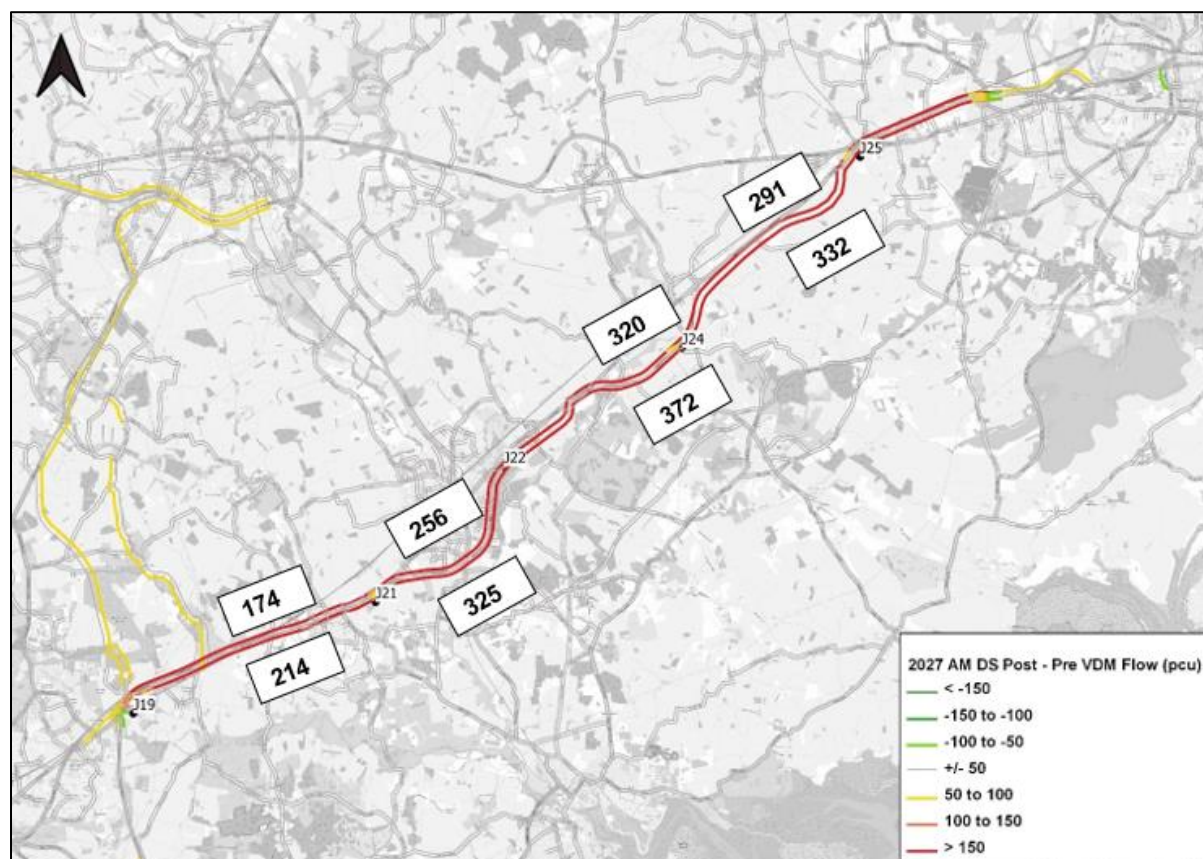 J25
291
332
320
J24
372
J22
256
325
J21
174
214
J19
2027 AM DS Post - Pre VDM Flow (pcu)
< -150
-150 to -100
-100 to -50
+/- 50
50 to 100
100 to 150
> 150